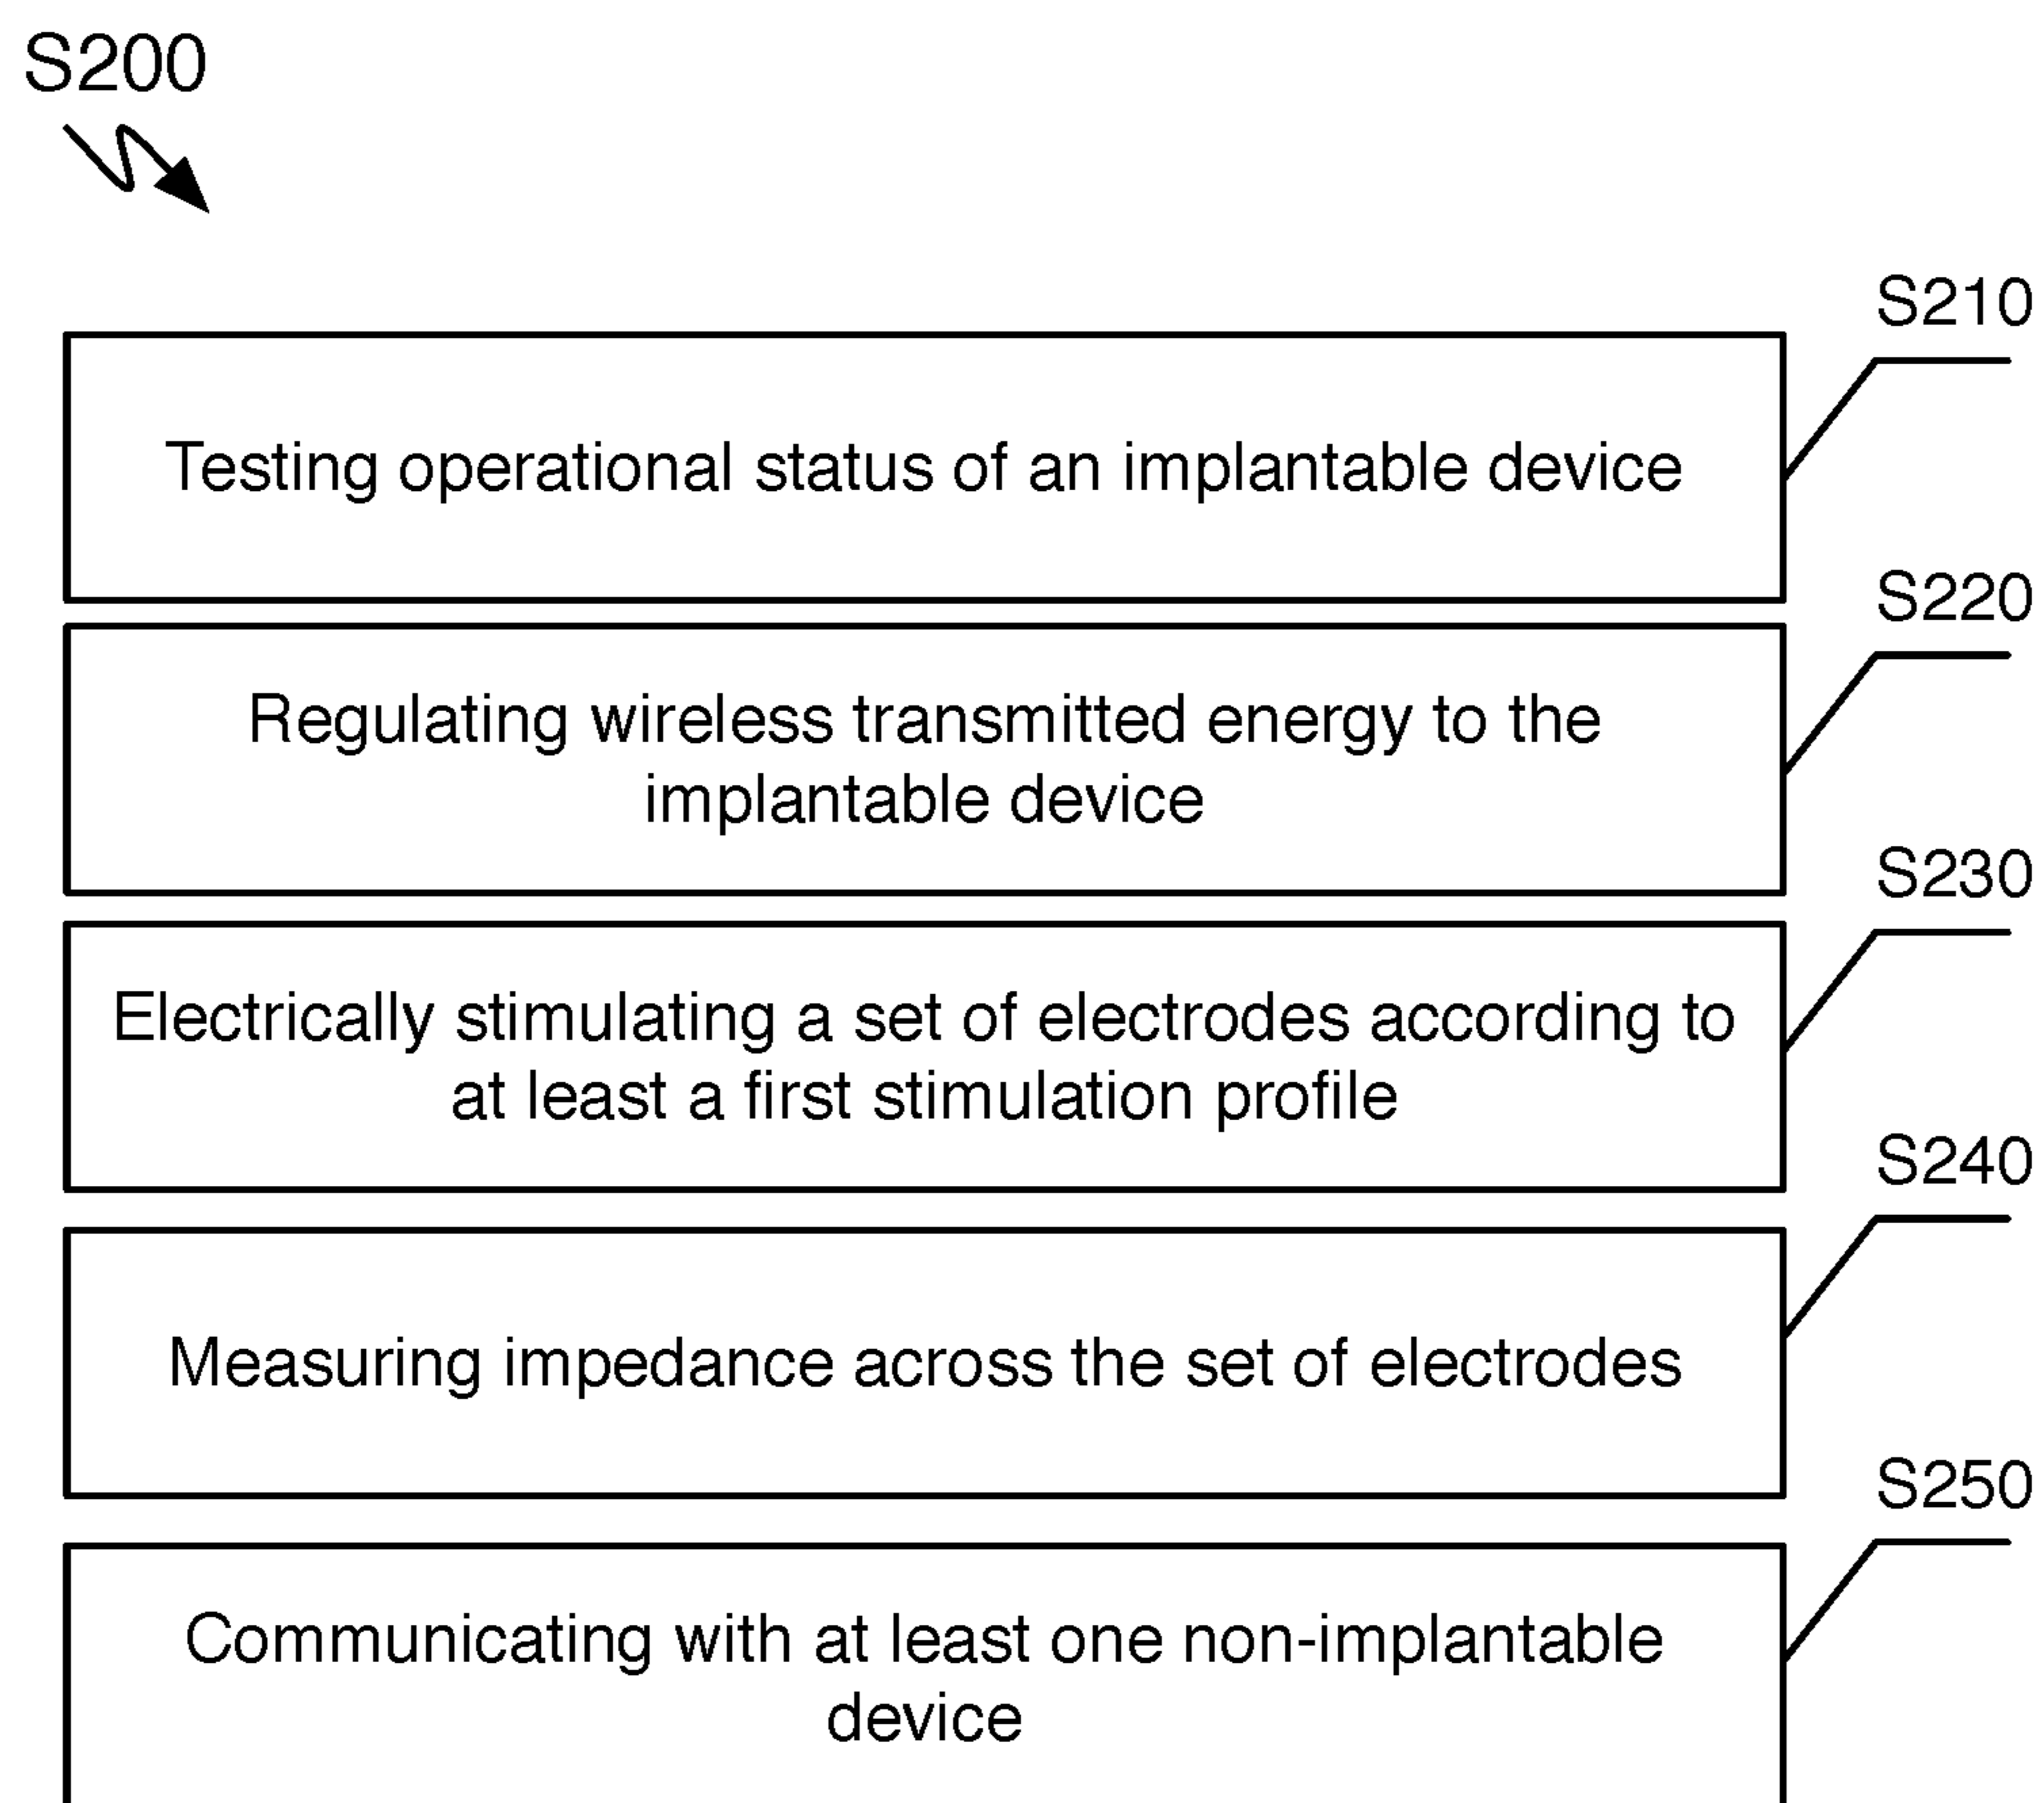 S200
S210
Testing operational status of an implantable device
S220
Regulating wireless transmitted energy to the
implantable device
S230
Electrically stimulating a set of electrodes according to
at least a first stimulation profile
S240
Measuring impedance across the set of electrodes
S250
Communicating with at least one non-implantable
device